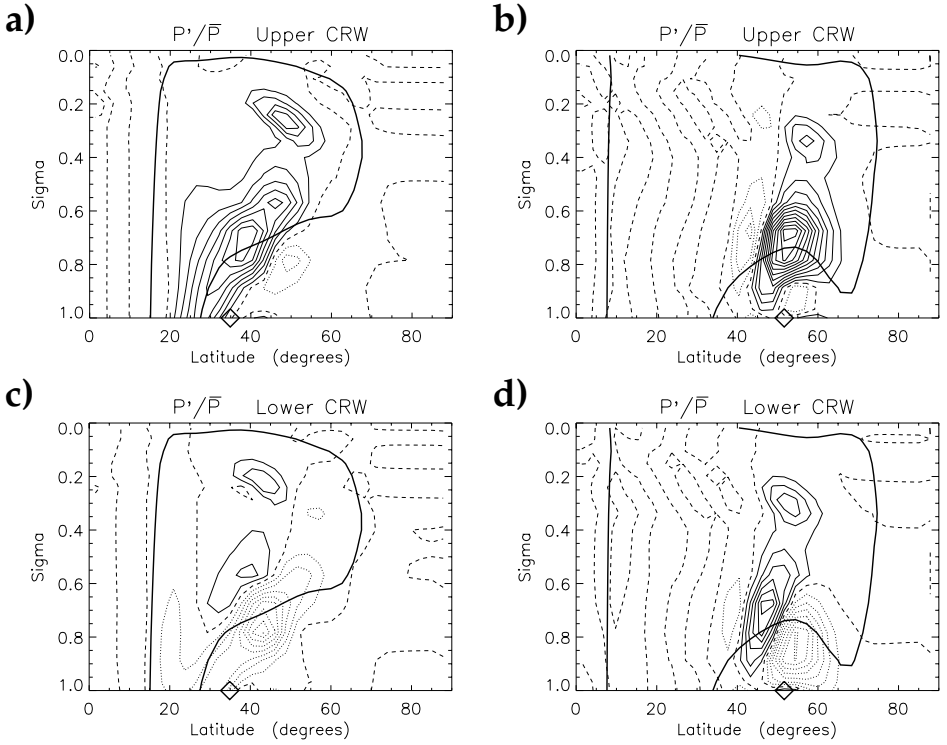 a)
P'/P̅ Upper CRW
0.0
0.2
0.4
0.6
0.8
1.0
Sigma
0 20 40 60 80
Latitude (degrees)
b)
P'/P̅ Upper CRW
0.0
0.2
0.4
0.6
0.8
1.0
Sigma
0 20 40 60 80
Latitude (degrees)
c)
P'/P̅ Lower CRW
0.0
0.2
0.4
0.6
0.8
1.0
Sigma
0 20 40 60 80
Latitude (degrees)
d)
P'/P̅ Lower CRW
0.0
0.2
0.4
0.6
0.8
1.0
Sigma
0 20 40 60 80
Latitude (degrees)